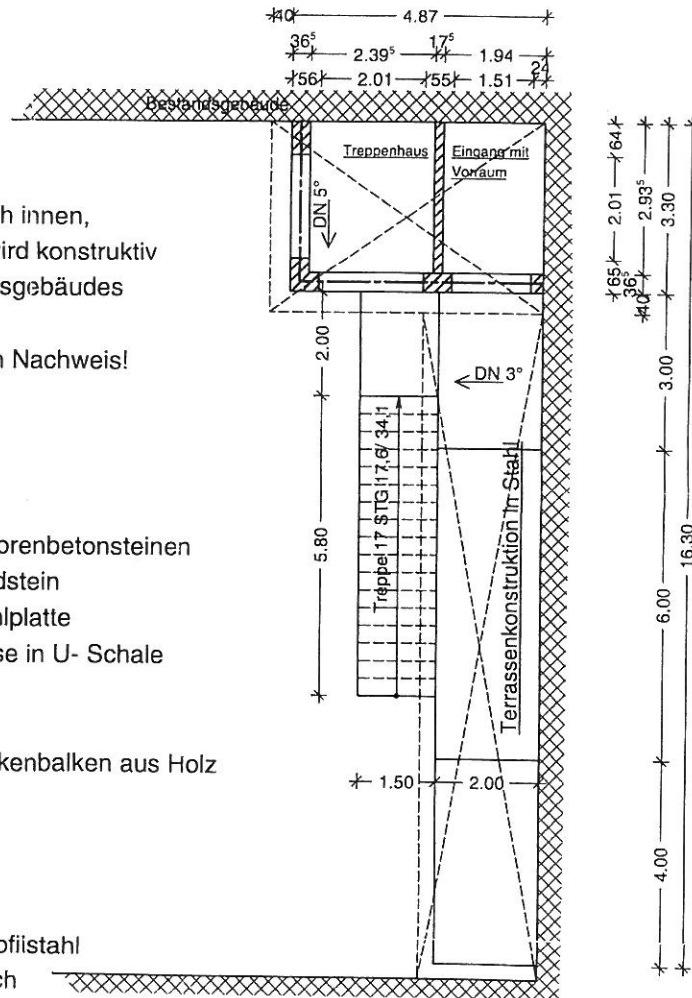 40 4.87
36⁵ 2.39⁵ 17⁵ 1.94
56 2.01 55 1.51 24
Bestandsgebäude
Treppenhaus
Eingang mit
Vorraum
DN 5°
64
2.01
65
2.93⁵
36⁵
40
3.30
3.00
6.00
4.00
16.30
h innen,
ird konstruktiv
sgebäudes
n Nachweis!
2.00
DN 3°
5.80
Treppe 17 STG 17,6/ 34,1
Terrassenkonstruktion in Stahl
orenbetonsteinen
dstein
lplatte
se in U- Schale
kenbalken aus Holz
1.50 2.00
ofilstahl
ch